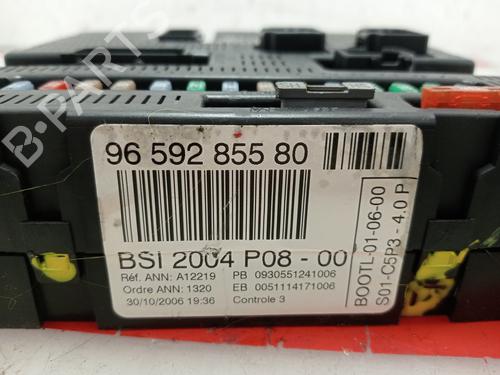 96 592 855 80
BSI 2004 P08 - 00
Réf. ANN: A12219 PB 0930551241006
Ordre ANN: 1320 EB 0051114171006
30/10/2006 19:36 Controle 3
BOOTL-01-06-00
S01-C6P3 - 4.0 P
B-PARTS